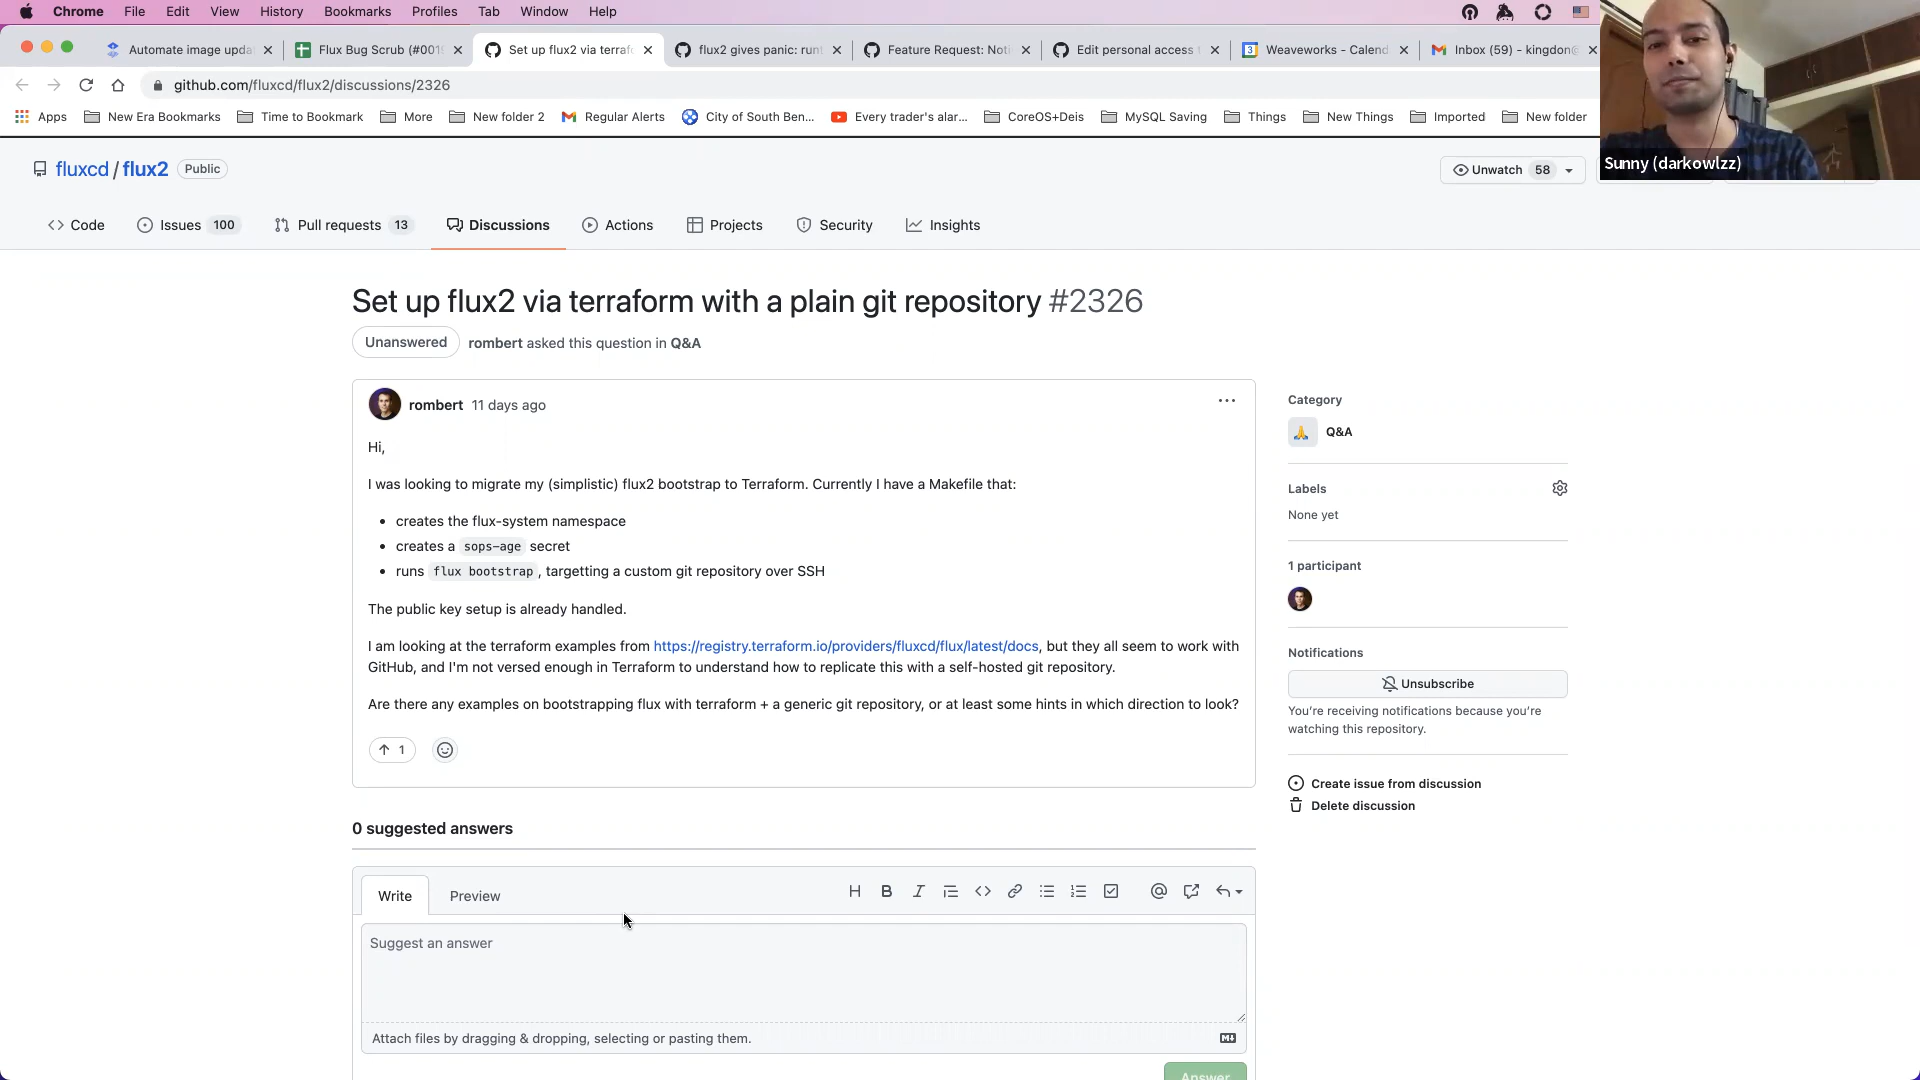 Chrome File Edit View History Bookmarks Profiles Tab Window Help
Automate image upda
Flux Bug Scrub (#001
Set up flux2 via terraf
flux2 gives panic: run
Feature Request: Noti
Edit personal access
Weaveworks - Calend
Inbox (59) - kingdon@
github.com/fluxcd/flux2/discussions/2326
Apps New Era Bookmarks Time to Bookmark More New folder 2 Regular Alerts City of South Ben... Every trader's alar... CoreOS+Deis MySQL Saving Things New Things Imported New folder
Sunny (darkowlzz)
fluxcd / flux2 Public
Unwatch 58
Code Issues 100 Pull requests 13 Discussions Actions Projects Security Insights
Set up flux2 via terraform with a plain git repository #2326
Unanswered rombert asked this question in Q&A
rombert 11 days ago
Hi,
I was looking to migrate my (simplistic) flux2 bootstrap to Terraform. Currently I have a Makefile that:
• creates the flux-system namespace
• creates a sops-age secret
• runs flux bootstrap, targetting a custom git repository over SSH
The public key setup is already handled.
I am looking at the terraform examples from https://registry.terraform.io/providers/fluxcd/flux/latest/docs, but they all seem to work with
GitHub, and I'm not versed enough in Terraform to understand how to replicate this with a self-hosted git repository.
Are there any examples on bootstrapping flux with terraform + a generic git repository, or at least some hints in which direction to look?
1
Category
Q&A
Labels
None yet
1 participant
Notifications
Unsubscribe
You're receiving notifications because you're
watching this repository.
Create issue from discussion
Delete discussion
0 suggested answers
Write Preview
Suggest an answer
Attach files by dragging & dropping, selecting or pasting them.
Answer